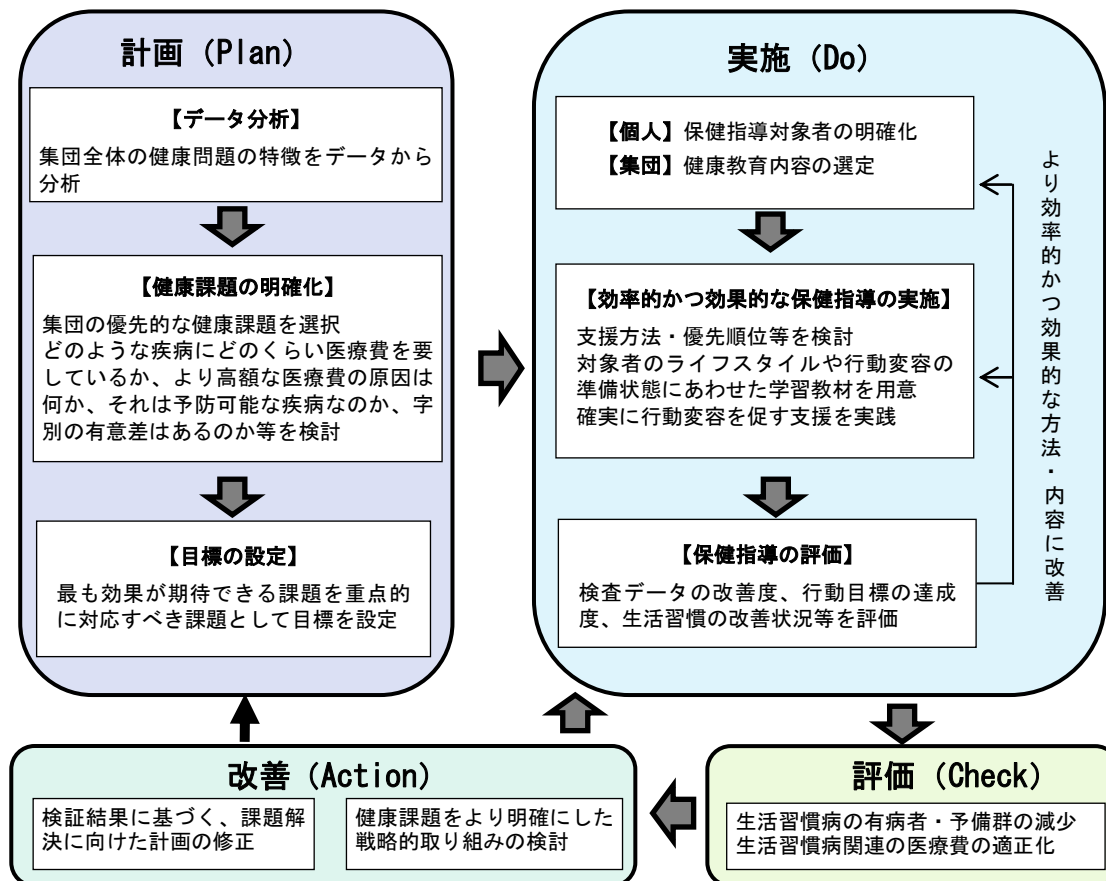 計画（Plan）
【データ分析】
集団全体の健康問題の特徴をデータから
分析
【健康課題の明確化】
集団の優先的な健康課題を選択
どのような疾病にどのくらい医療費を要
しているか、より高額な医療費の原因は
何か、それは予防可能な疾病なのか、字
別の有意差はあるのか等を検討
【目標の設定】
最も効果が期待できる課題を重点的
に対応すべき課題として目標を設定
実施（Do）
【個人】保健指導対象者の明確化
【集団】健康教育内容の選定
【効率的かつ効果的な保健指導の実施】
支援方法・優先順位等を検討
対象者のライフスタイルや行動変容の
準備状態にあわせた学習教材を用意
確実に行動変容を促す支援を実践
【保健指導の評価】
検査データの改善度、行動目標の達成
度、生活習慣の改善状況等を評価
より効率的かつ効果的な方法・内容に改善
改善（Action）
検証結果に基づく、課題解
決に向けた計画の修正
健康課題をより明確にした
戦略的取り組みの検討
評価（Check）
生活習慣病の有病者・予備群の減少
生活習慣病関連の医療費の適正化